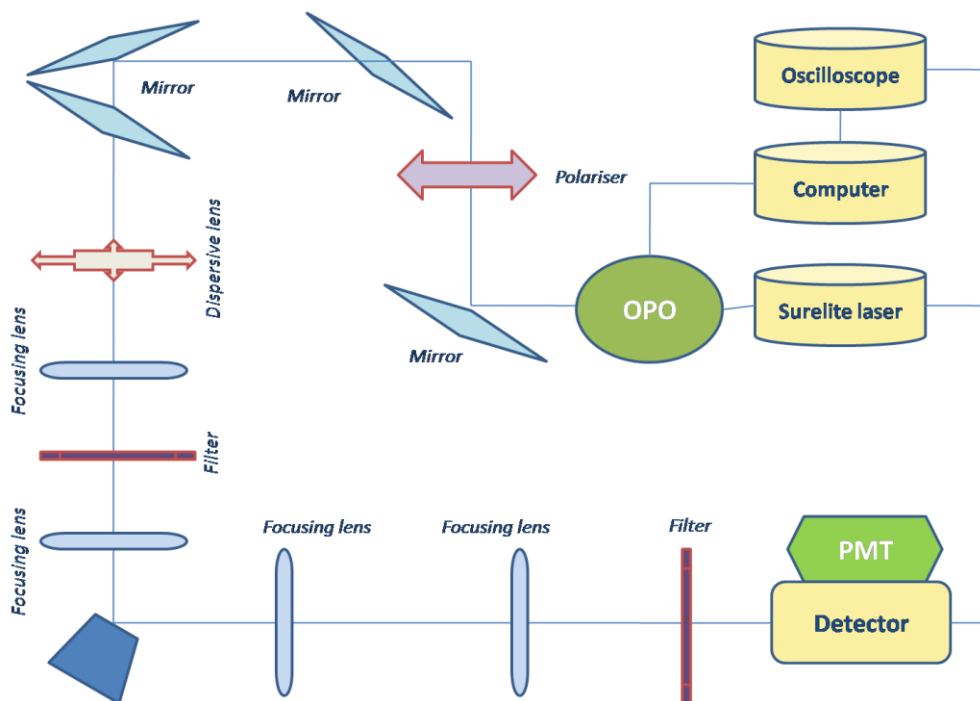 Mirror
Mirror
Oscilloscope
Polariser
Computer
Dispersive lens
OPO
Surelite laser
Mirror
Focusing lens
Filter
Focusing lens
Focusing lens
Focusing lens
Filter
PMT
Detector